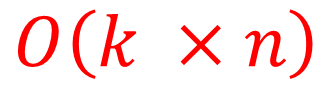 O(k × n)